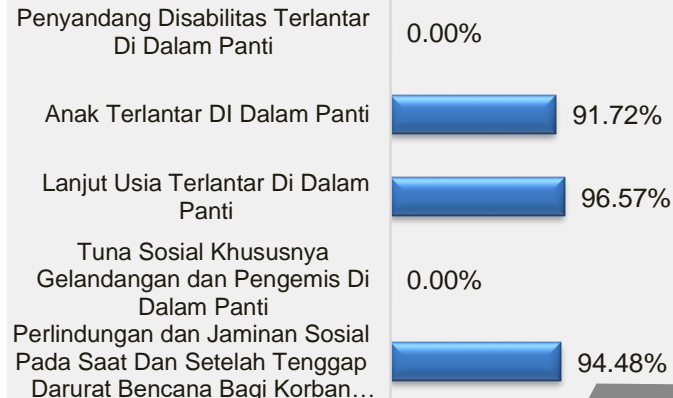 Penyandang Disabilitas Terlantar
Di Dalam Panti
0.00%
Anak Terlantar DI Dalam Panti
91.72%
Lanjut Usia Terlantar Di Dalam
Panti
96.57%
Tuna Sosial Khususnya
Gelandangan dan Pengemis Di
Dalam Panti
0.00%
Perlindungan dan Jaminan Sosial
Pada Saat Dan Setelah Tenggap
Darurat Bencana Bagi Korban…
94.48%